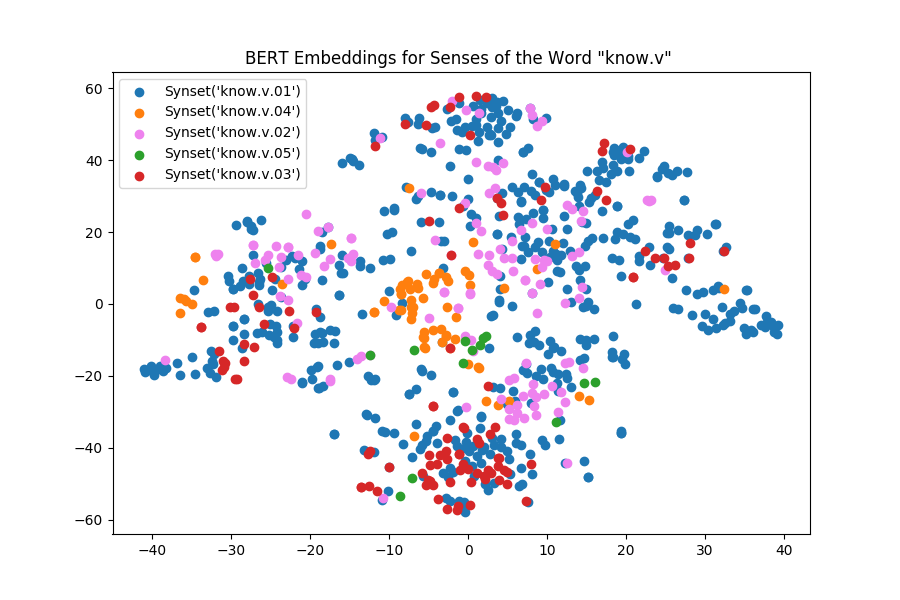 BERT Embeddings for Senses of the Word "know.v"
Synset('know.v.01')
Synset('know.v.04')
Synset('know.v.02')
Synset('know.v.05')
Synset('know.v.03')
60
40
20
0
−20
−40
−60
−40 −30 −20 −10 0 10 20 30 40